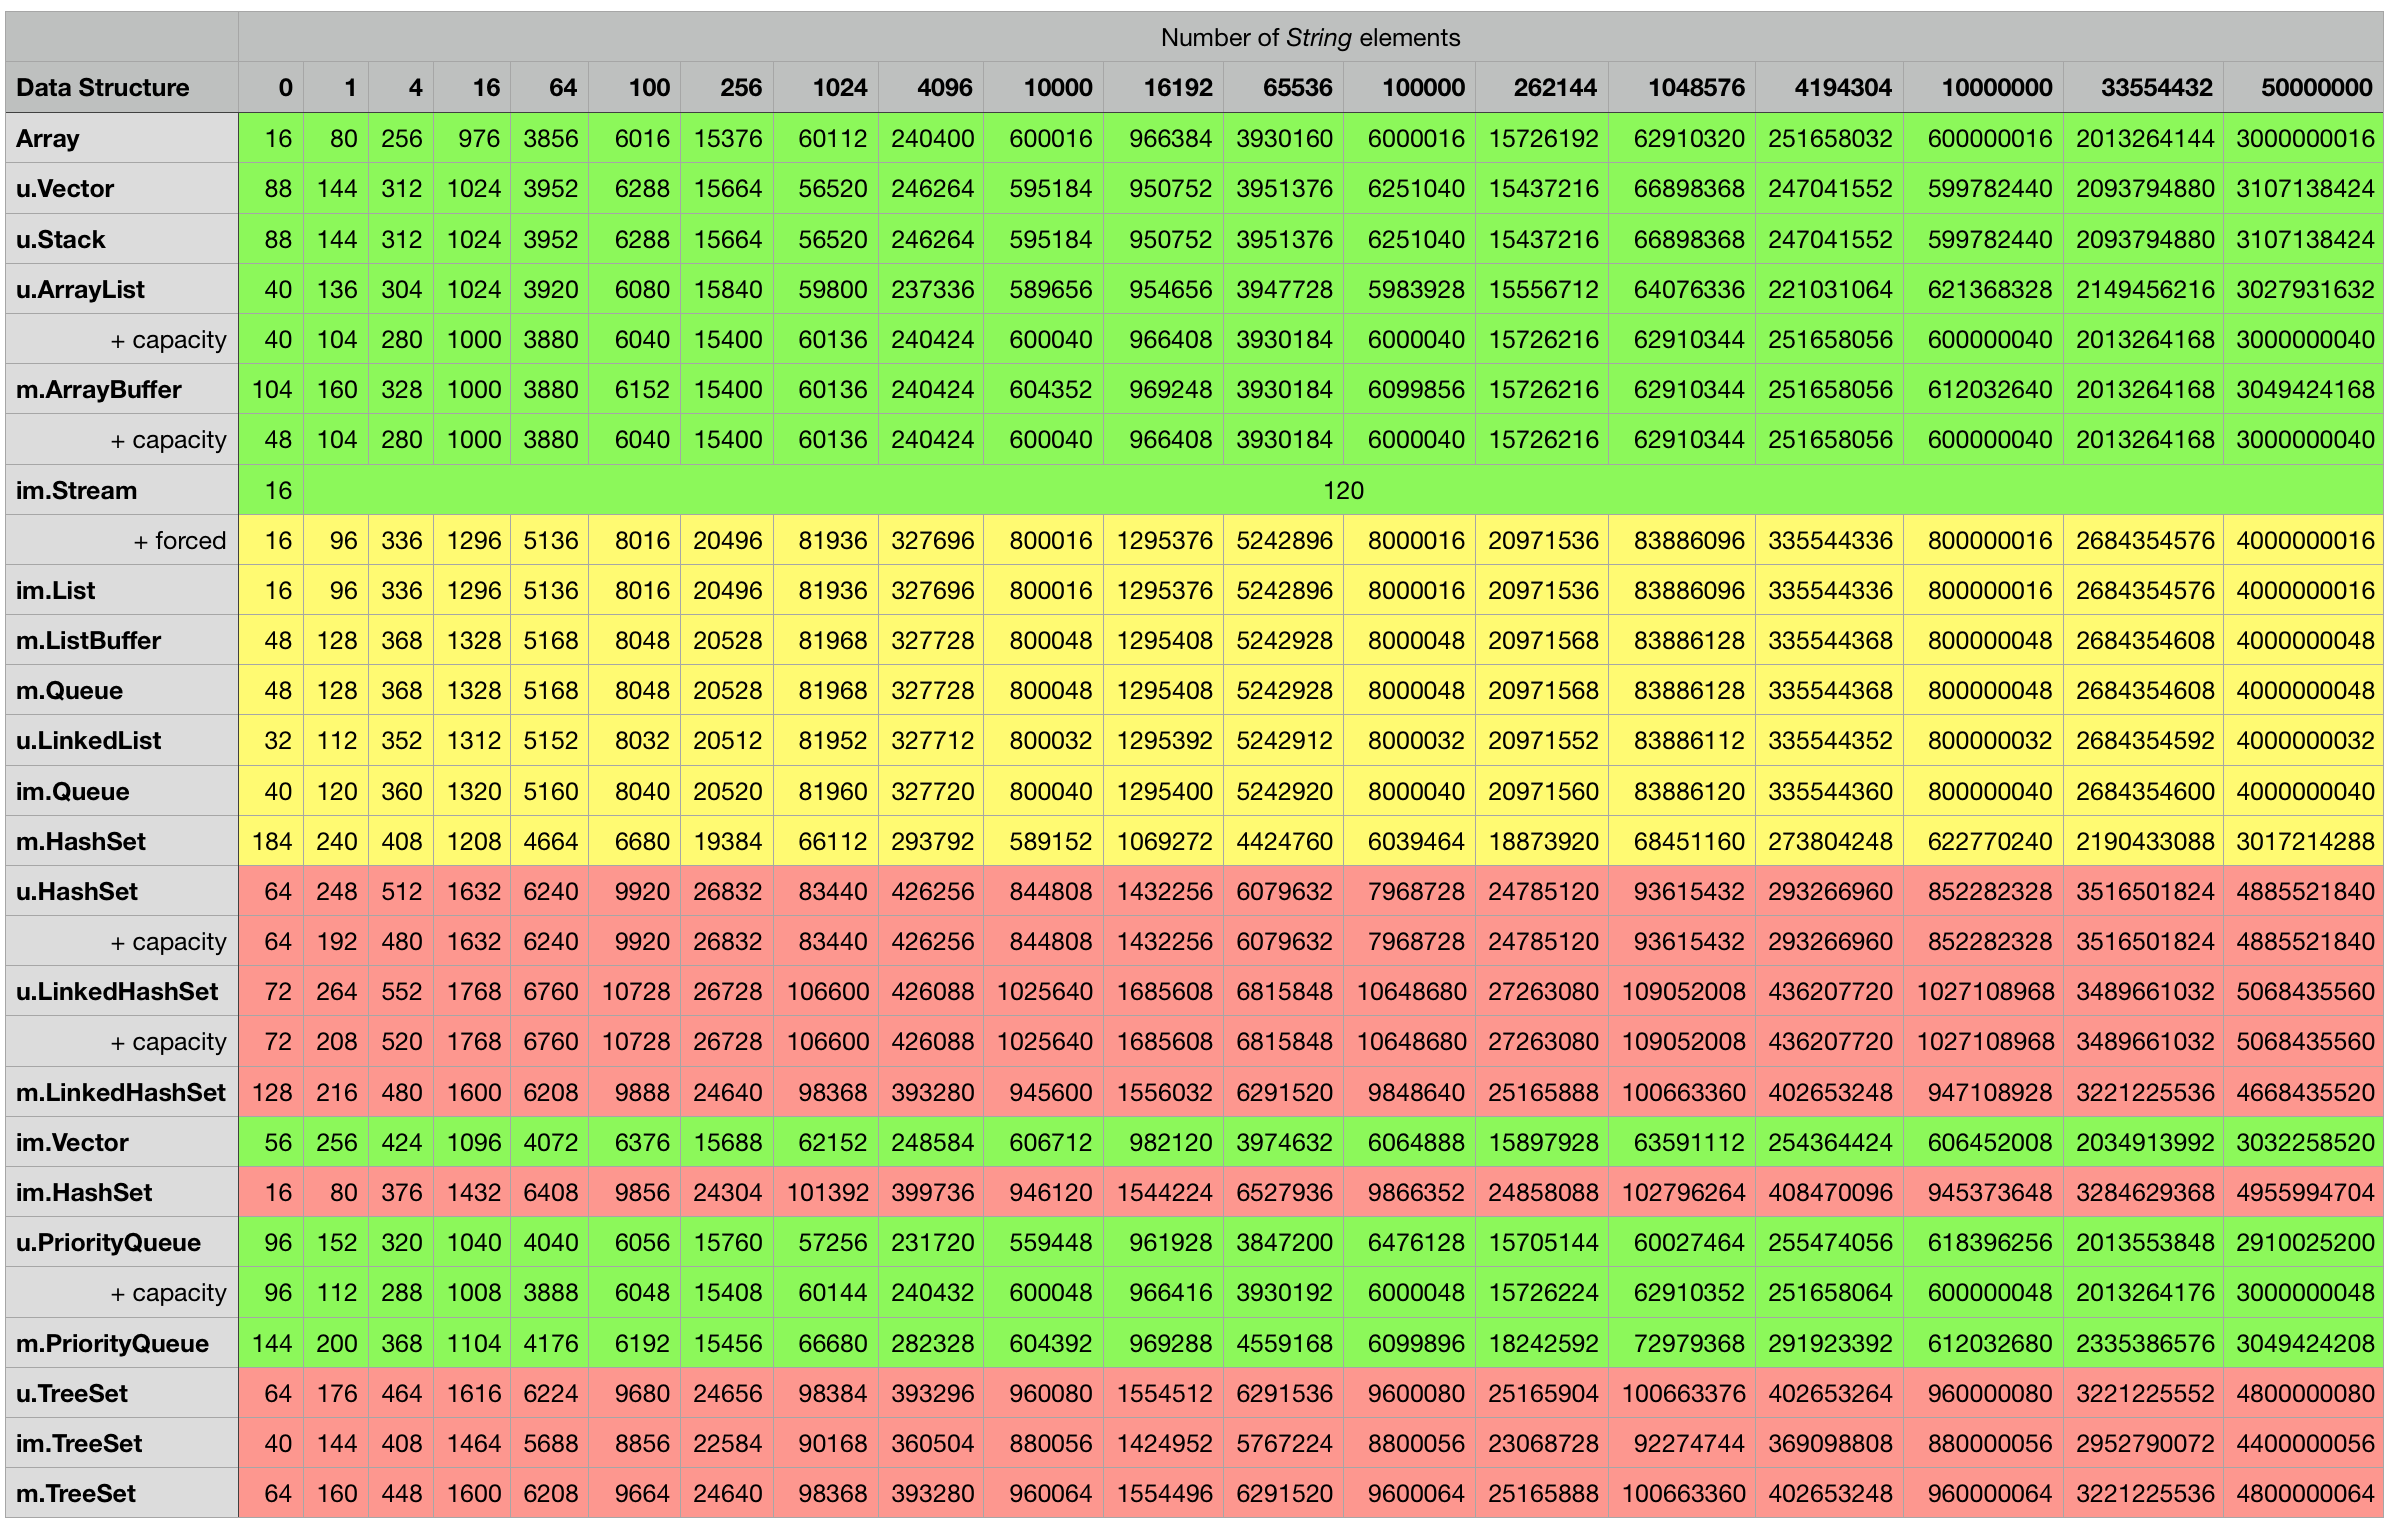 Number of String elements
Data Structure 0 1 4 16 64 100 256 1024 4096 10000 16192 65536 100000 262144 1048576 4194304 10000000 33554432 50000000
Array 16 80 256 976 3856 6016 15376 60112 240400 600016 966384 3930160 6000016 15726192 62910320 251658032 600000016 2013264144 3000000016
u.Vector 88 144 312 1024 3952 6288 15664 56520 246264 595184 950752 3951376 6251040 15437216 66898368 247041552 599782440 2093794880 3107138424
u.Stack 88 144 312 1024 3952 6288 15664 56520 246264 595184 950752 3951376 6251040 15437216 66898368 247041552 599782440 2093794880 3107138424
u.ArrayList 40 136 304 1024 3920 6080 15840 59800 237336 589656 954656 3947728 5983928 15556712 64076336 221031064 621368328 2149456216 3027931632
+ capacity 40 104 280 1000 3880 6040 15400 60136 240424 600040 966408 3930184 6000040 15726216 62910344 251658056 600000040 2013264168 3000000040
m.ArrayBuffer 104 160 328 1000 3880 6152 15400 60136 240424 604352 969248 3930184 6099856 15726216 62910344 251658056 612032640 2013264168 3049424168
+ capacity 48 104 280 1000 3880 6040 15400 60136 240424 600040 966408 3930184 6000040 15726216 62910344 251658056 600000040 2013264168 3000000040
im.Stream 16 120
+ forced 16 96 336 1296 5136 8016 20496 81936 327696 800016 1295376 5242896 8000016 20971536 83886096 335544336 800000016 2684354576 4000000016
im.List 16 96 336 1296 5136 8016 20496 81936 327696 800016 1295376 5242896 8000016 20971536 83886096 335544336 800000016 2684354576 4000000016
m.ListBuffer 48 128 368 1328 5168 8048 20528 81968 327728 800048 1295408 5242928 8000048 20971568 83886128 335544368 800000048 2684354608 4000000048
m.Queue 48 128 368 1328 5168 8048 20528 81968 327728 800048 1295408 5242928 8000048 20971568 83886128 335544368 800000048 2684354608 4000000048
u.LinkedList 32 112 352 1312 5152 8032 20512 81952 327712 800032 1295392 5242912 8000032 20971552 83886112 335544352 800000032 2684354592 4000000032
im.Queue 40 120 360 1320 5160 8040 20520 81960 327720 800040 1295400 5242920 8000040 20971560 83886120 335544360 800000040 2684354600 4000000040
m.HashSet 184 240 408 1208 4664 6680 19384 66112 293792 589152 1069272 4424760 6039464 18873920 68451160 273804248 622770240 2190433088 3017214288
u.HashSet 64 248 512 1632 6240 9920 26832 83440 426256 844808 1432256 6079632 7968728 24785120 93615432 293266960 852282328 3516501824 4885521840
+ capacity 64 192 480 1632 6240 9920 26832 83440 426256 844808 1432256 6079632 7968728 24785120 93615432 293266960 852282328 3516501824 4885521840
u.LinkedHashSet 72 264 552 1768 6760 10728 26728 106600 426088 1025640 1685608 6815848 10648680 27263080 109052008 436207720 1027108968 3489661032 5068435560
+ capacity 72 208 520 1768 6760 10728 26728 106600 426088 1025640 1685608 6815848 10648680 27263080 109052008 436207720 1027108968 3489661032 5068435560
m.LinkedHashSet 128 216 480 1600 6208 9888 24640 98368 393280 945600 1556032 6291520 9848640 25165888 100663360 402653248 947108928 3221225536 4668435520
im.Vector 56 256 424 1096 4072 6376 15688 62152 248584 606712 982120 3974632 6064888 15897928 63591112 254364424 606452008 2034913992 3032258520
im.HashSet 16 80 376 1432 6408 9856 24304 101392 399736 946120 1544224 6527936 9866352 24858088 102796264 408470096 945373648 3284629368 4955994704
u.PriorityQueue 96 152 320 1040 4040 6056 15760 57256 231720 559448 961928 3847200 6476128 15705144 60027464 255474056 618396256 2013553848 2910025200
+ capacity 96 112 288 1008 3888 6048 15408 60144 240432 600048 966416 3930192 6000048 15726224 62910352 251658064 600000048 2013264176 3000000048
m.PriorityQueue 144 200 368 1104 4176 6192 15456 66680 282328 604392 969288 4559168 6099896 18242592 72979368 291923392 612032680 2335386576 3049424208
u.TreeSet 64 176 464 1616 6224 9680 24656 98384 393296 960080 1554512 6291536 9600080 25165904 100663376 402653264 960000080 3221225552 4800000080
im.TreeSet 40 144 408 1464 5688 8856 22584 90168 360504 880056 1424952 5767224 8800056 23068728 92274744 369098808 880000056 2952790072 4400000056
m.TreeSet 64 160 448 1600 6208 9664 24640 98368 393280 960064 1554496 6291520 9600064 25165888 100663360 402653248 960000064 3221225536 4800000064